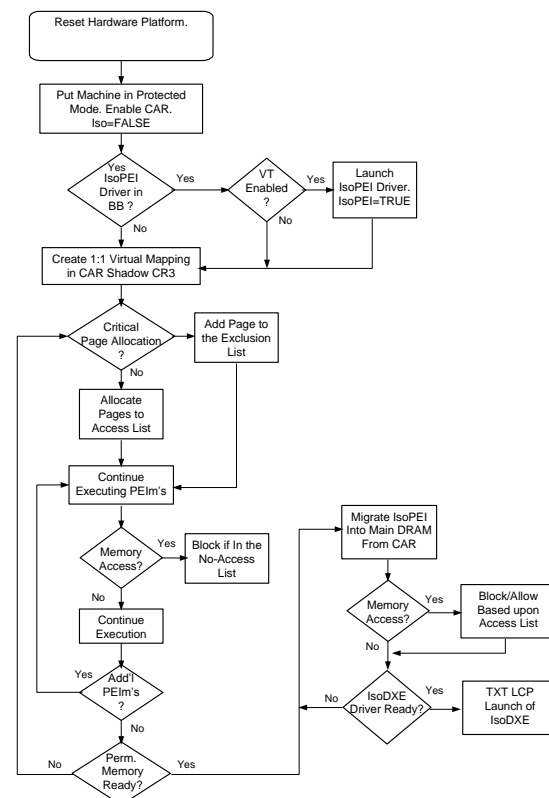 Reset Hardware Platform.
Put Machine in Protected
Mode. Enable CAR.
Iso=FALSE
Yes
IsoPEI
Driver in
BB ?
Yes
VT
Enabled
?
Yes
Launch
IsoPEI Driver.
IsoPEI=TRUE
No
No
Create 1:1 Virtual Mapping
in CAR Shadow CR3
Critical
Page Allocation
?
Add Page to
the Exclusion
List
No
Allocate
Pages to
Access List
Continue
Executing PEIm's
Memory
Access?
Yes
Block if In the
No-Access
List
No
Continue
Execution
Yes
Add'l
PEIm's
?
No
No
Perm.
Memory
Ready?
Yes
Migrate IsoPEI
Into Main DRAM
From CAR
Memory
Access?
Yes
Block/Allow
Based upon
Access List
No
No
IsoDXE
Driver Ready?
Yes
TXT LCP
Launch of
IsoDXE